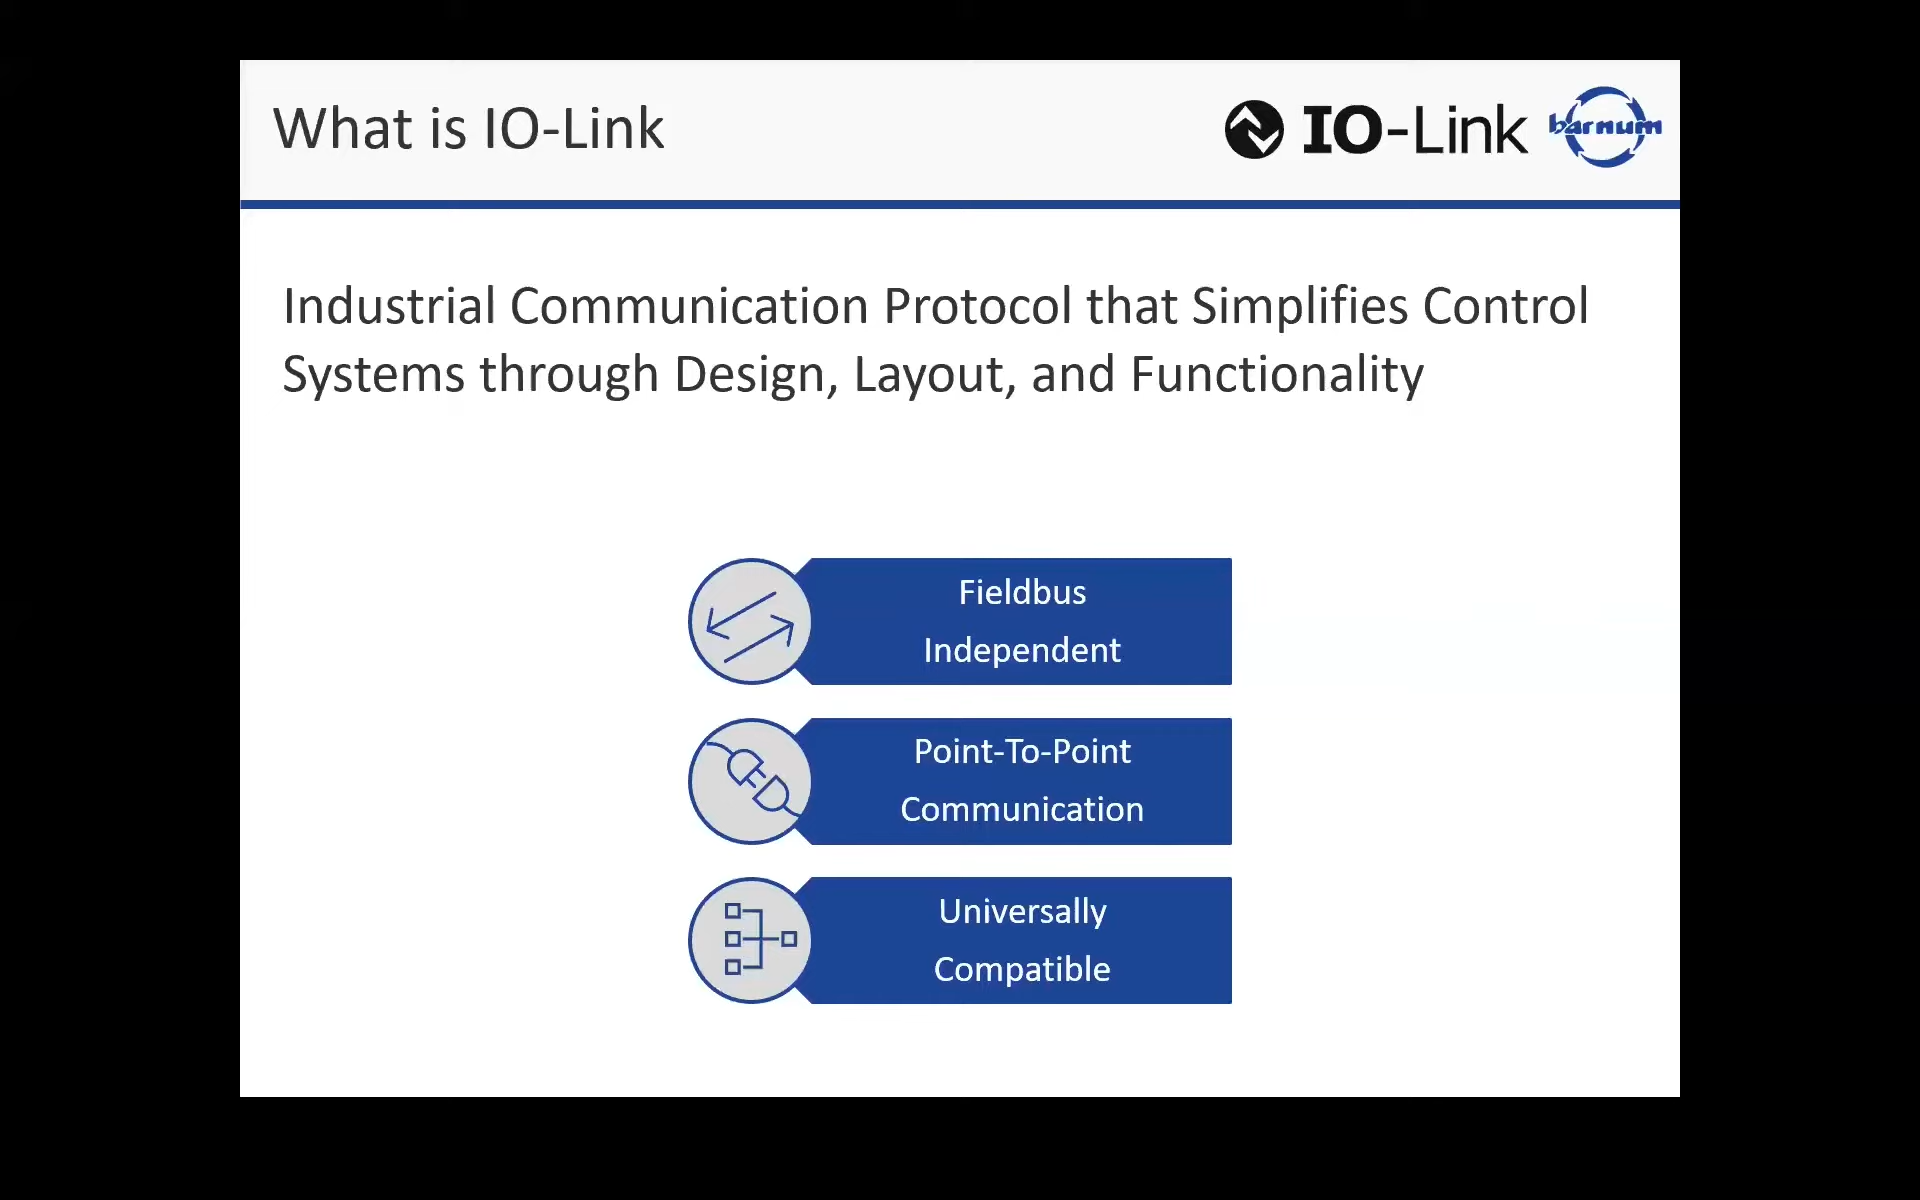 What is IO-Link
IO-Link
barnum
Industrial Communication Protocol that Simplifies Control
Systems through Design, Layout, and Functionality
Fieldbus
Independent
Point-To-Point
Communication
Universally
Compatible